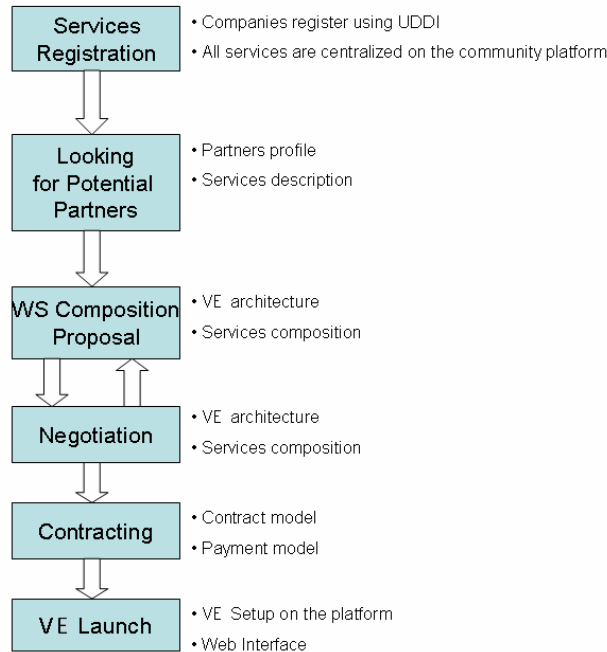 Services
Registration
• Companies register using UDDI
• All services are centralized on the community platform
Looking
for Potential
Partners
• Partners profile
• Services description
WS Composition
Proposal
• VE architecture
• Services composition
Negotiation
• VE architecture
• Services composition
Contracting
• Contract model
• Payment model
VE Launch
• VE Setup on the platform
• Web Interface